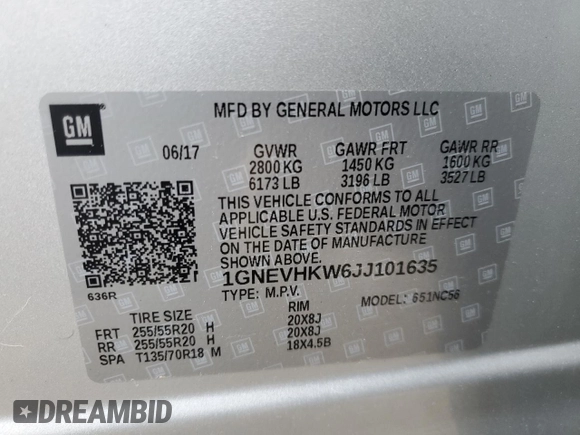 GM
MFD BY GENERAL MOTORS LLC
06/17 GVWR GAWR FRT GAWR RR
2800 KG 1450 KG 1600 KG
6173 LB 3196 LB 3527 LB
THIS VEHICLE CONFORMS TO ALL
APPLICABLE U.S. FEDERAL MOTOR
VEHICLE SAFETY STANDARDS IN EFFECT
ON THE DATE OF MANUFACTURE
SHOWN ABOVE.
1GNEVHKW6JJ101635
636R
TYPE: M.P.V. MODEL: 651NC56
TIRE SIZE RIM
FRT 255/55R20 H 20X8J
RR 255/55R20 H 20X8J
SPA T135/70R18 M 18X4.5B
DREAMBID